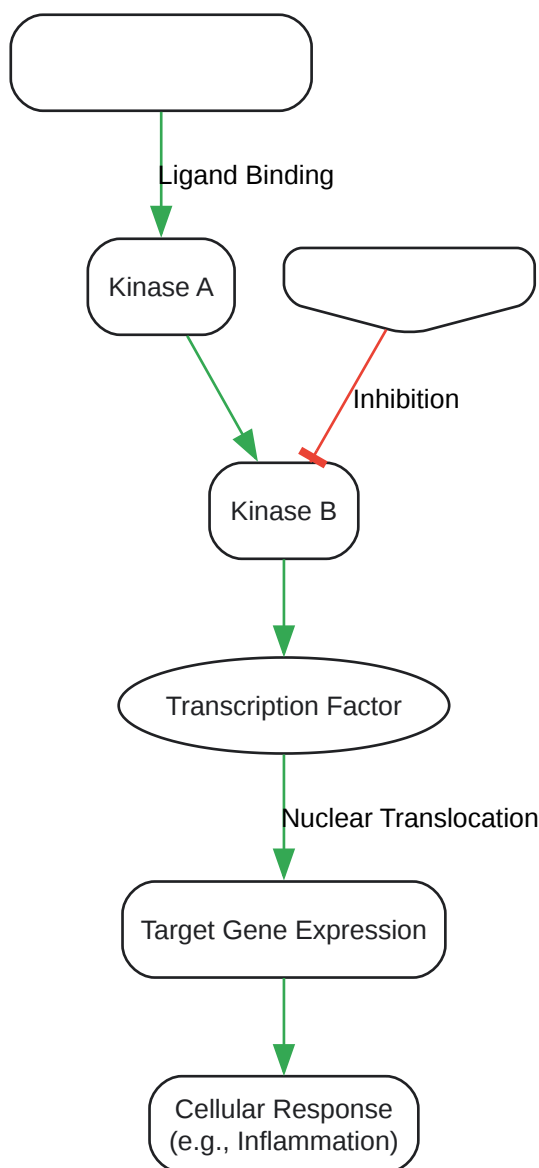 Ligand Binding
Kinase A
Inhibition
Kinase B
Transcription Factor
Nuclear Translocation
Target Gene Expression
Cellular Response
(e.g., Inflammation)